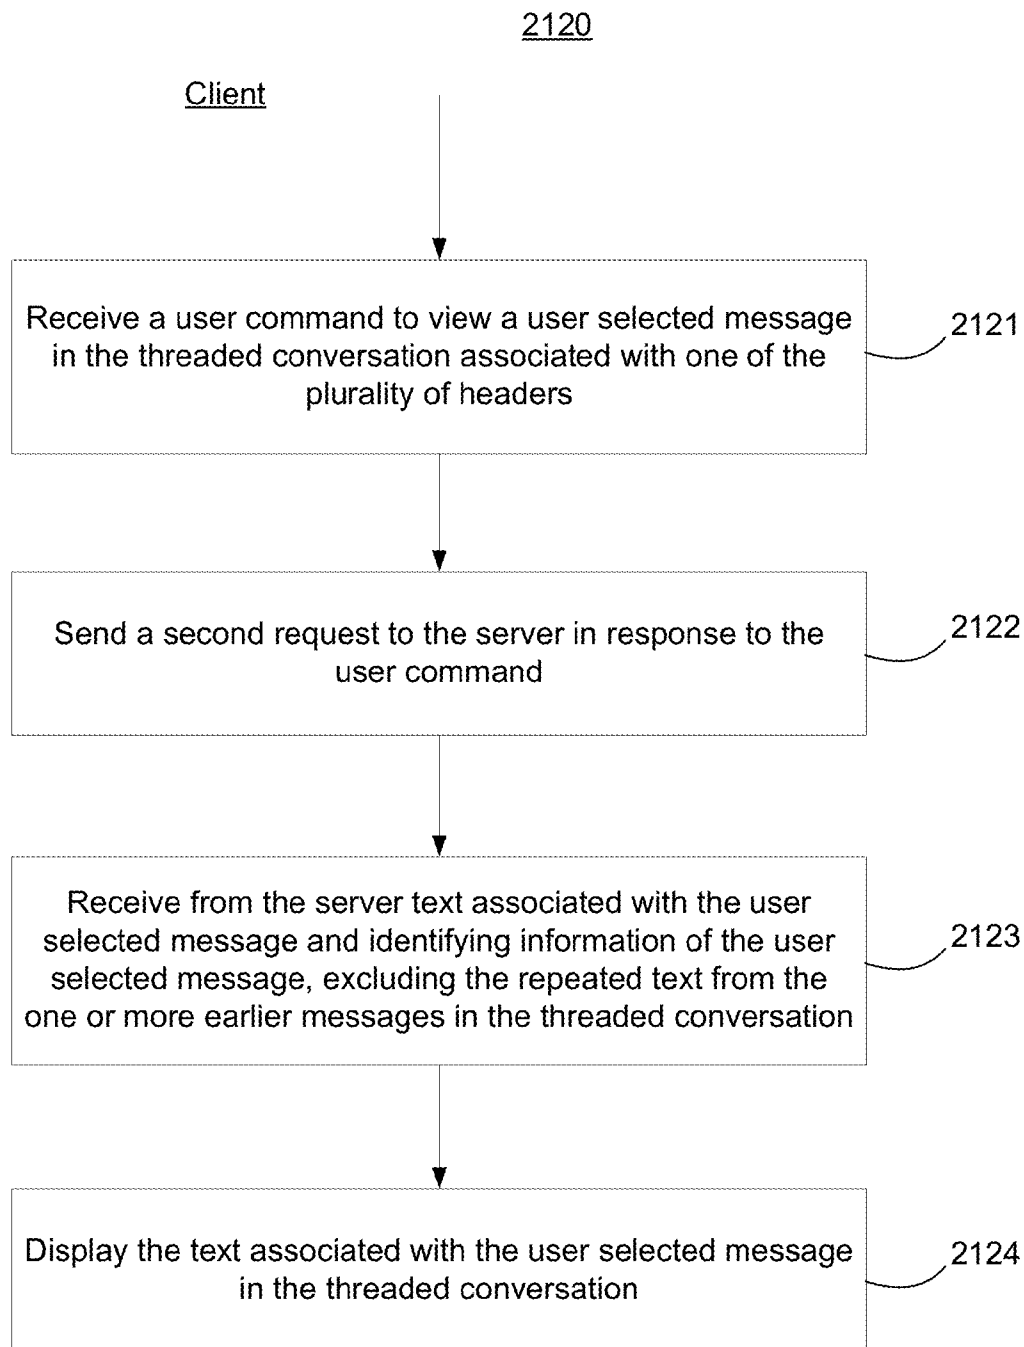 2120
Client
Receive a user command to view a user selected message
in the threaded conversation associated with one of the
plurality of headers
2121
Send a second request to the server in response to the
user command
2122
Receive from the server text associated with the user
selected message and identifying information of the user
selected message, excluding the repeated text from the
one or more earlier messages in the threaded conversation
2123
Display the text associated with the user selected message
in the threaded conversation
2124